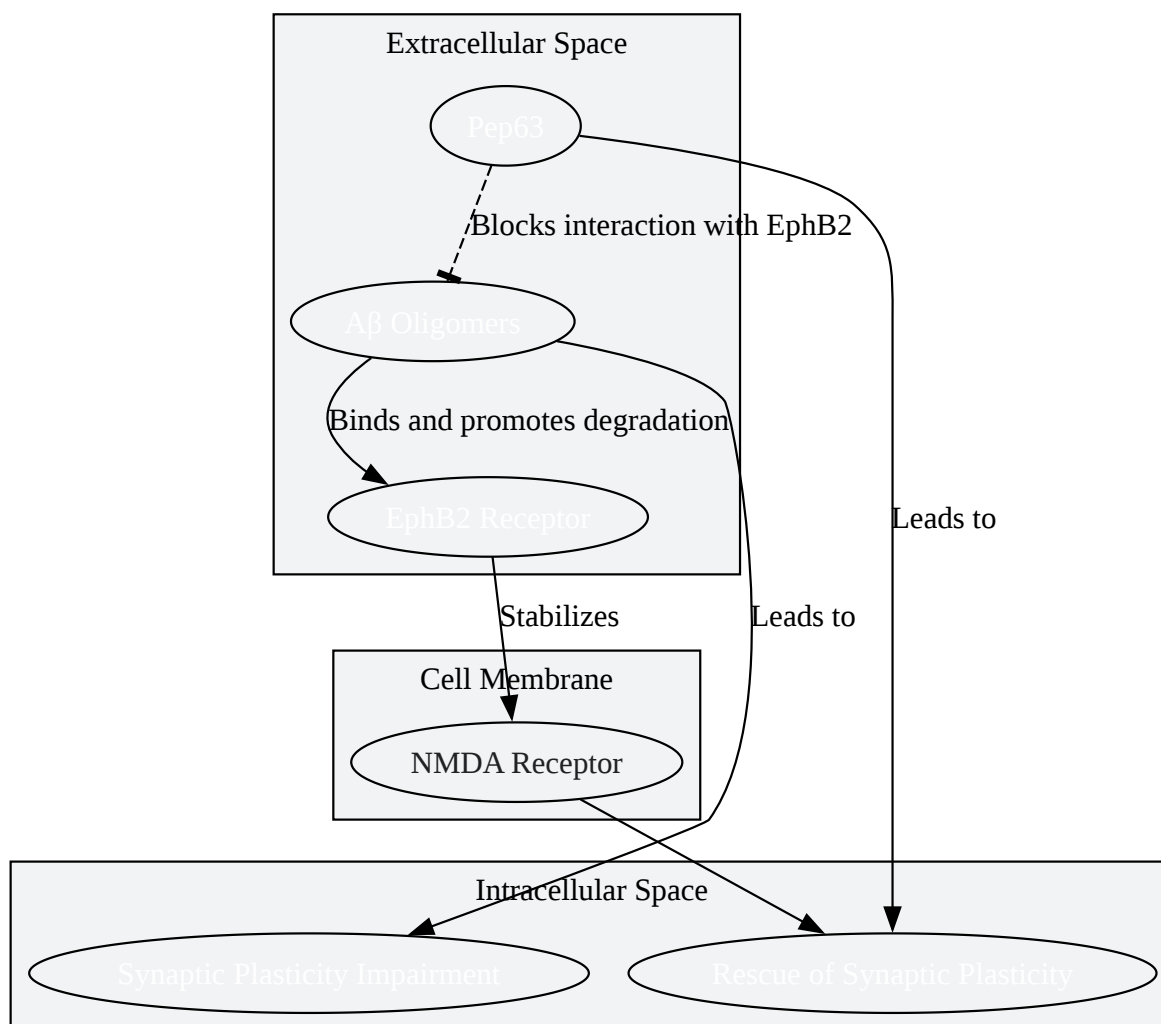 Extracellular Space
Pep63
Blocks interaction with EphB2
Aβ Oligomers
Binds and promotes degradation
EphB2 Receptor
Leads to
Stabilizes
Leads to
Cell Membrane
NMDA Receptor
Intracellular Space
Synaptic Plasticity Impairment
Rescue of Synaptic Plasticity